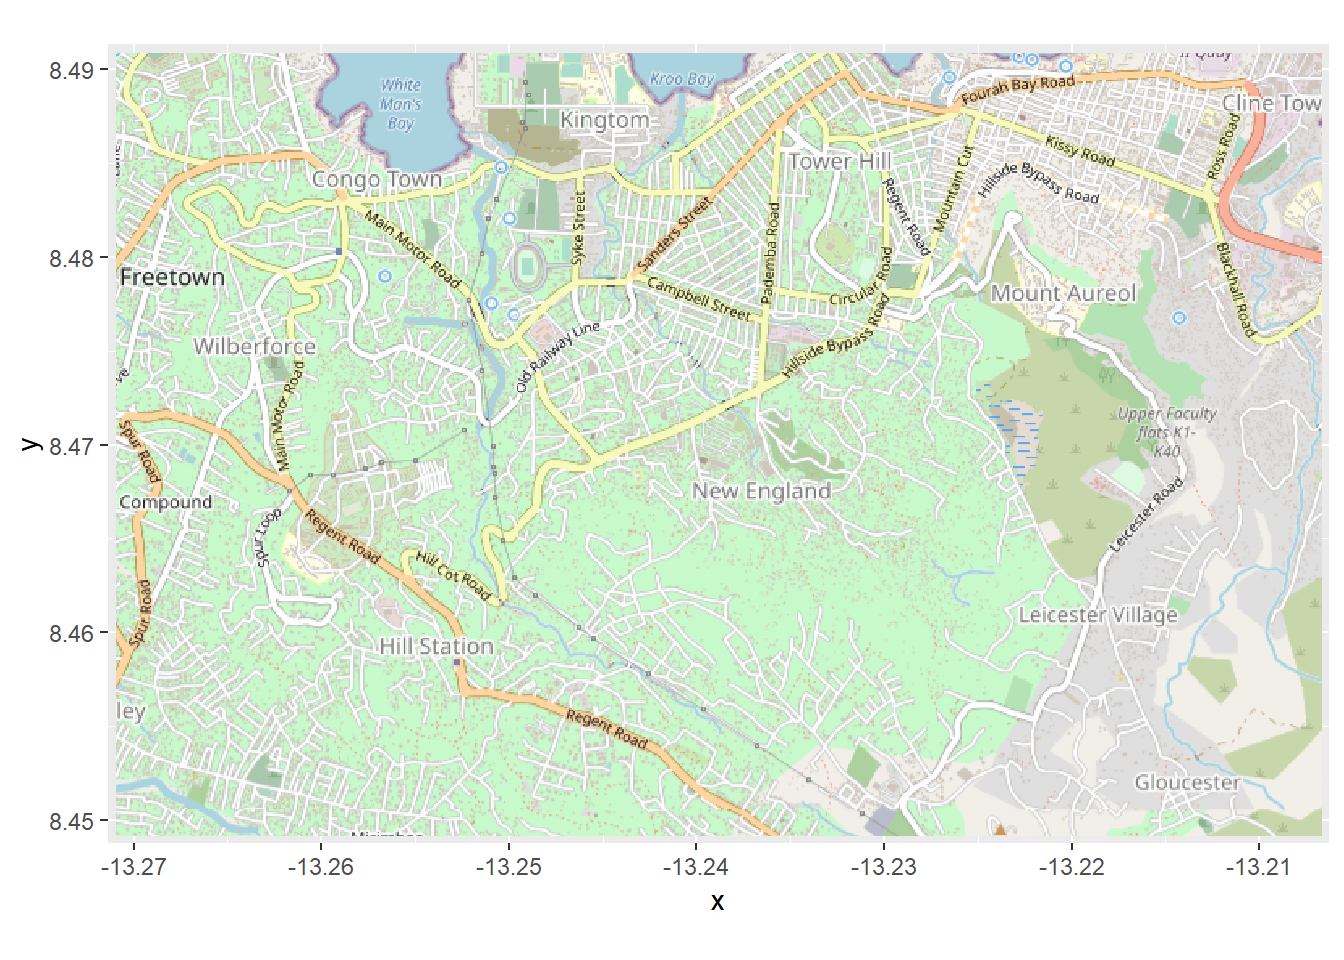 8.49
8.48
8.47
8.46
8.45
y
-13.27
-13.26
-13.25
-13.24
-13.23
-13.22
-13.21
x
White
Man's
Bay
Kroo Bay
Quay
Fourah Bay Road
Cline Tow
Kingtom
Congo Town
Tower Hill
Kissy Road
Ross Road
Lane
Hillside Bypass Road
Mountain Cut
Regent Road
Main Motor Road
Syke Street
Sanders Street
Pademba Road
Freetown
Campbell Street
Circular Road
Mount Aureol
Blackhall Road
Wilberforce
Old Railway Line
Hillside Bypass Road
ve
Main Motor Road
Upper Faculty
flats K1-
K40
Spur Road
Compound
New England
Spur Loop
Regent Road
Leicester Road
Hill Cot Road
Spur Road
Leicester Village
Hill Station
ley
Regent Road
Gloucester